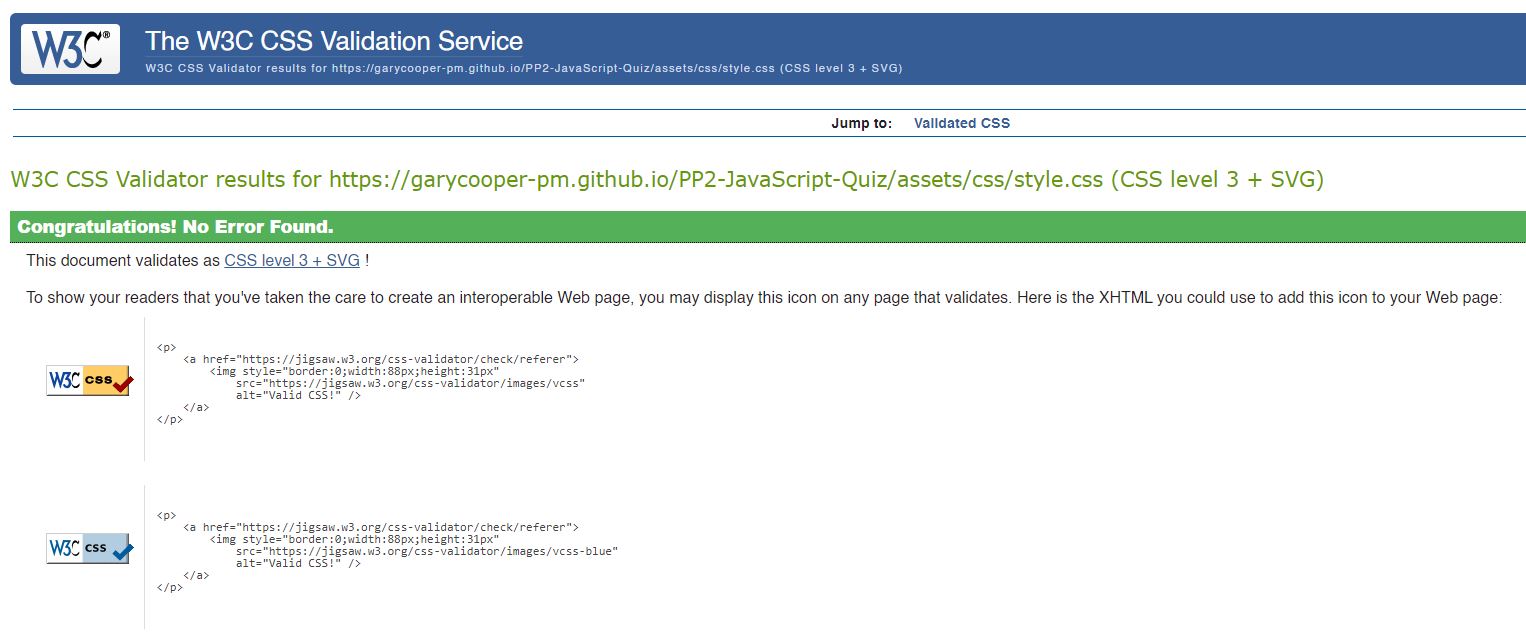 W3C®
The W3C CSS Validation Service
W3C CSS Validator results for https://garycooper-pm.github.io/PP2-JavaScript-Quiz/assets/css/style.css (CSS level 3 + SVG)
Jump to: Validated CSS
W3C CSS Validator results for https://garycooper-pm.github.io/PP2-JavaScript-Quiz/assets/css/style.css (CSS level 3 + SVG)
Congratulations! No Error Found.
This document validates as CSS level 3 + SVG !
To show your readers that you've taken the care to create an interoperable Web page, you may display this icon on any page that validates. Here is the XHTML you could use to add this icon to your Web page:
W3C css
<p>
<a href="https://jigsaw.w3.org/css-validator/check/referer">
<img style="border:0;width:88px;height:31px"
src="https://jigsaw.w3.org/css-validator/images/vcss"
alt="Valid CSS!" />
</a>
</p>
W3C css
<p>
<a href="https://jigsaw.w3.org/css-validator/check/referer">
<img style="border:0;width:88px;height:31px"
src="https://jigsaw.w3.org/css-validator/images/vcss-blue"
alt="Valid CSS!" />
</a>
</p>